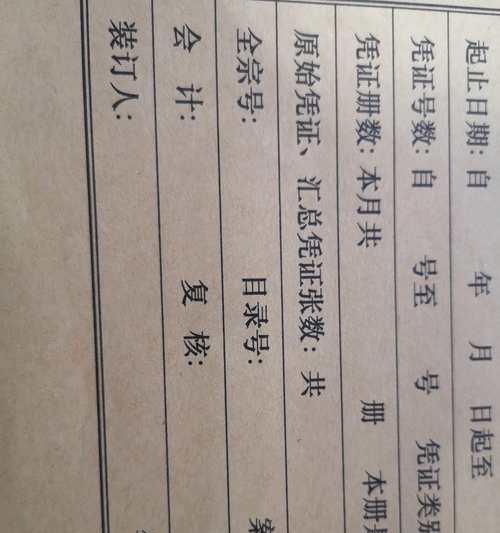 起止日期:自 年 月 日起至
凭证号数:自 号至 号 凭证类别
凭证册数:本月共 册 本册是
原始凭证、汇总凭证张数:共
全宗号: 目录号: 案
会 计: 复 核:
装订人: